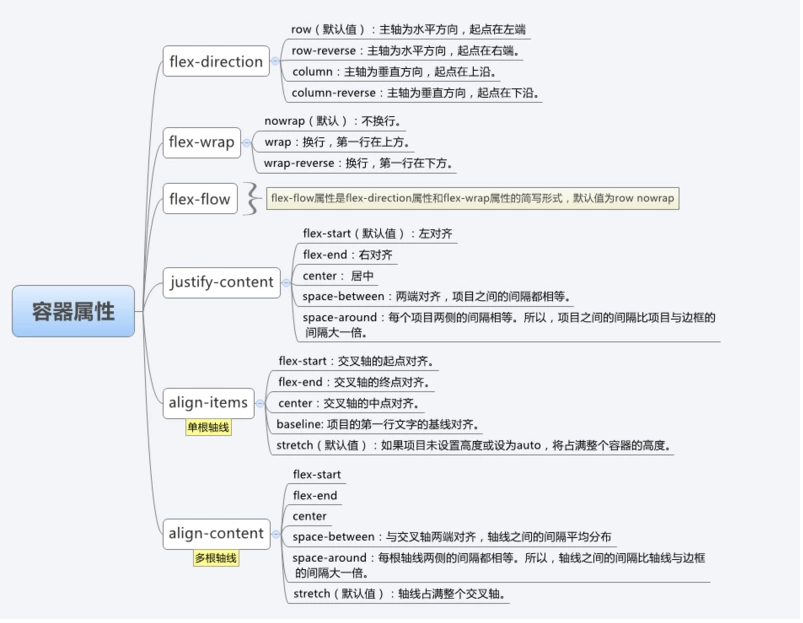 容器属性
flex-direction
row（默认值）：主轴为水平方向，起点在左端
row-reverse：主轴为水平方向，起点在右端。
column：主轴为垂直方向，起点在上沿。
column-reverse：主轴为垂直方向，起点在下沿。
flex-wrap
nowrap（默认）：不换行。
wrap：换行，第一行在上方。
wrap-reverse：换行，第一行在下方。
flex-flow
flex-flow属性是flex-direction属性和flex-wrap属性的简写形式，默认值为row nowrap
justify-content
flex-start（默认值）：左对齐
flex-end：右对齐
center： 居中
space-between：两端对齐，项目之间的间隔都相等。
space-around：每个项目两侧的间隔相等。所以，项目之间的间隔比项目与边框的
间隔大一倍。
align-items
单根轴线
flex-start：交叉轴的起点对齐。
flex-end：交叉轴的终点对齐。
center：交叉轴的中点对齐。
baseline: 项目的第一行文字的基线对齐。
stretch（默认值）：如果项目未设置高度或设为auto，将占满整个容器的高度。
align-content
多根轴线
flex-start
flex-end
center
space-between：与交叉轴两端对齐，轴线之间的间隔平均分布
space-around：每根轴线两侧的间隔都相等。所以，轴线之间的间隔比轴线与边框
的间隔大一倍。
stretch（默认值）：轴线占满整个交叉轴。